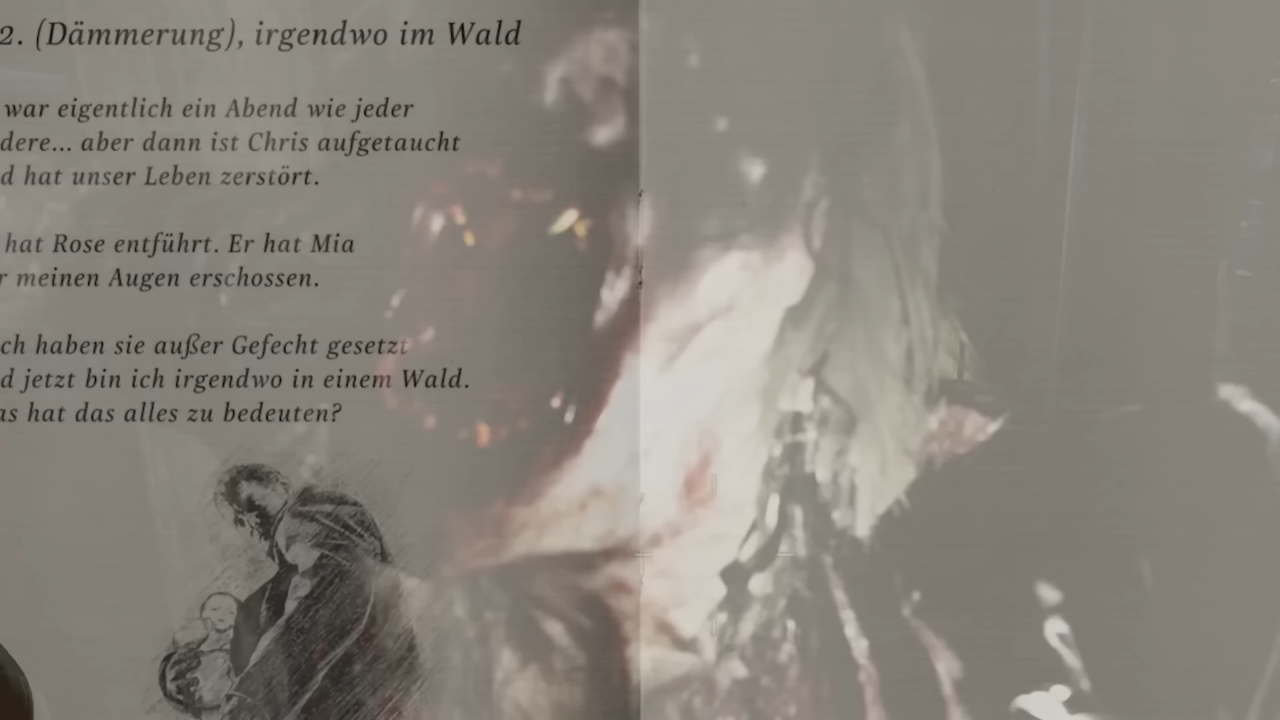 2. (Dämmerung), irgendwo im Wald
war eigentlich ein Abend wie jeder
dere... aber dann ist Chris aufgetaucht
d hat unser Leben zerstört.
hat Rose entführt. Er hat Mia
r meinen Augen erschossen.
ch haben sie außer Gefecht gesetzt
d jetzt bin ich irgendwo in einem Wald.
as hat das alles zu bedeuten?